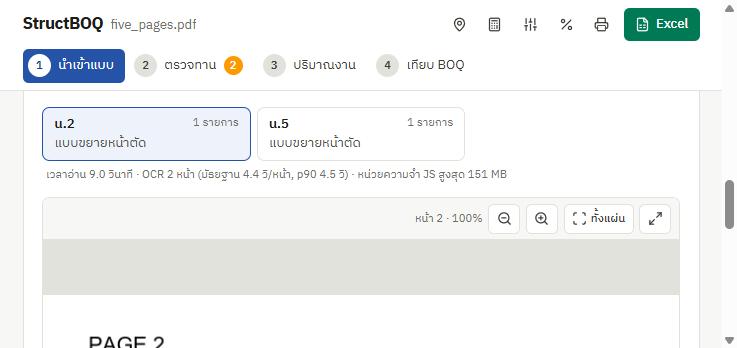 StructBOQ five_pages.pdf
Excel
1 นำเข้าแบบ 2 ตรวจทาน 2 3 ปริมาณงาน 4 เทียบ BOQ
น.2 1 รายการ
แบบขยายหน้าตัด
น.5 1 รายการ
แบบขยายหน้าตัด
เวลาอ่าน 9.0 วินาที · OCR 2 หน้า (มัธยฐาน 4.4 วิ/หน้า, p90 4.5 วิ) · หน่วยความจำ JS สูงสุด 151 MB
หน้า 2 · 100% ทั้งแผ่น
PAGE 2